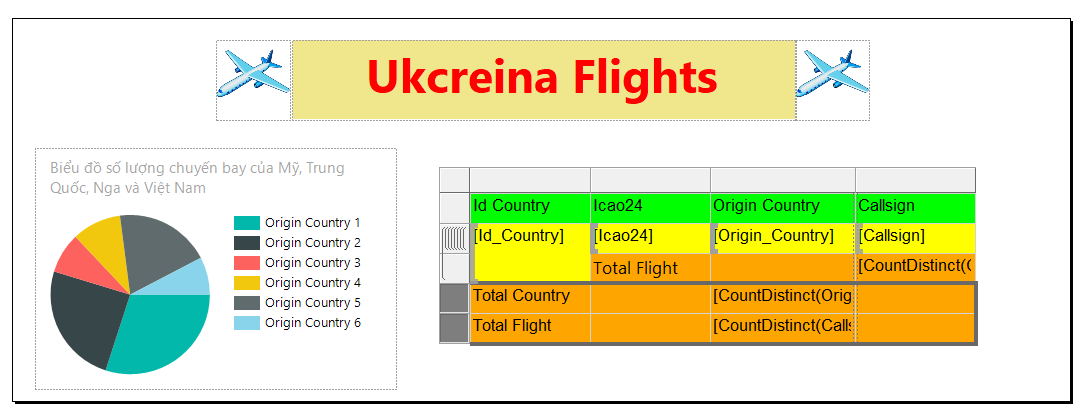 Ukcreina Flights
Biểu đồ số lượng chuyến bay của Mỹ, Trung
Quốc, Nga và Việt Nam
Origin Country 1
Origin Country 2
Origin Country 3
Origin Country 4
Origin Country 5
Origin Country 6
Id Country Icao24 Origin Country Callsign
[Id_Country] [Icao24] [Origin_Country] [Callsign]
Total Flight [CountDistinct(
Total Country [CountDistinct(Orig
Total Flight [CountDistinct(Calls